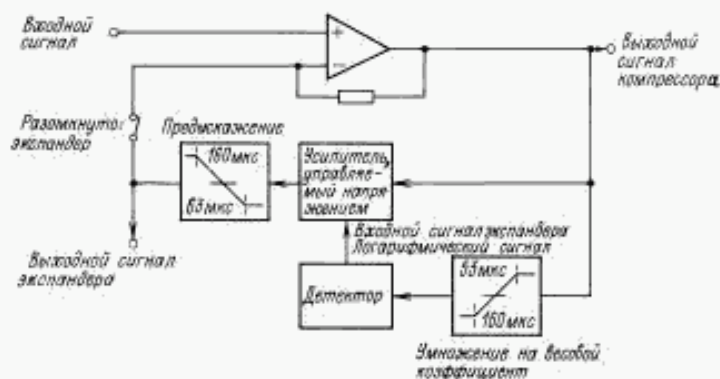 Входной
сигнал
+
−
Выходной
сигнал
компрессора
Разомкнуто:
экспандер
Предыскажение
160 мкс
63 мкс
Усилитель,
управляе-
мый напря-
жением
Входной сигнал экспандера
Логарифмический сигнал
Выходной сигнал
экспандера
Детектор
53 мкс
160 мкс
Умножение на весовой
коэффициент